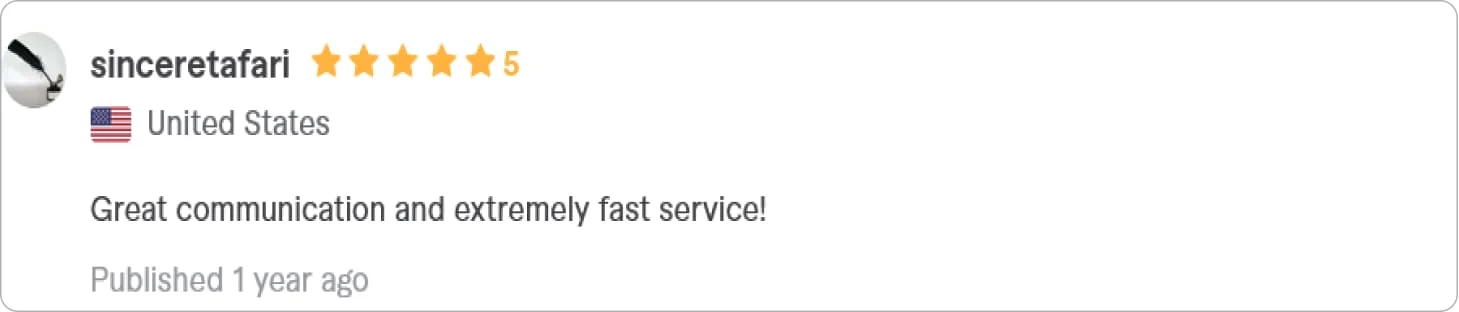 sinceretafari 5
United States
Great communication and extremely fast service!
Published 1 year ago